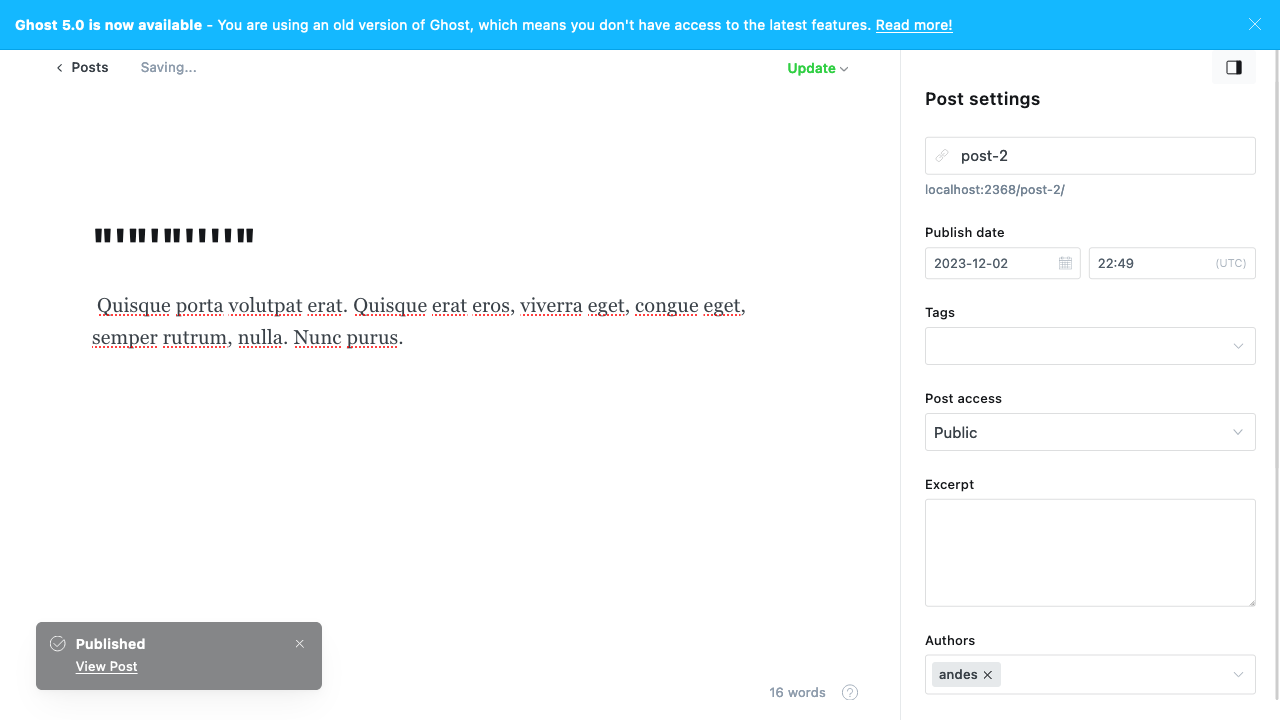 Ghost 5.0 is now available - You are using an old version of Ghost, which means you don't have access to the latest features. Read more!
Posts
Saving...
Update
Quisque porta volutpat erat. Quisque erat eros, viverra eget, congue eget,
semper rutrum, nulla. Nunc purus.
Published
View Post
16 words
?
Post settings
post-2
localhost:2368/post-2/
Publish date
2023-12-02
22:49
(UTC)
Tags
Post access
Public
Excerpt
Authors
andes